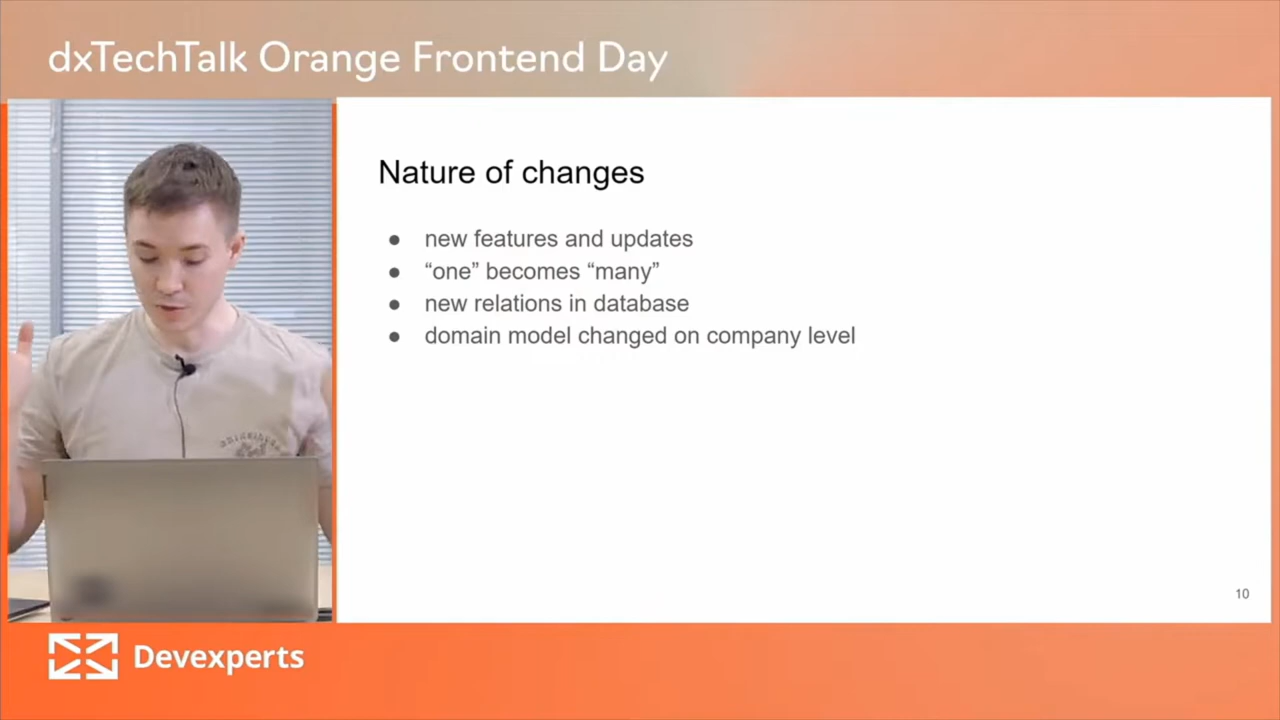 dxTechTalk Orange Frontend Day
Nature of changes
● new features and updates
● “one” becomes “many”
● new relations in database
● domain model changed on company level
10
Devexperts